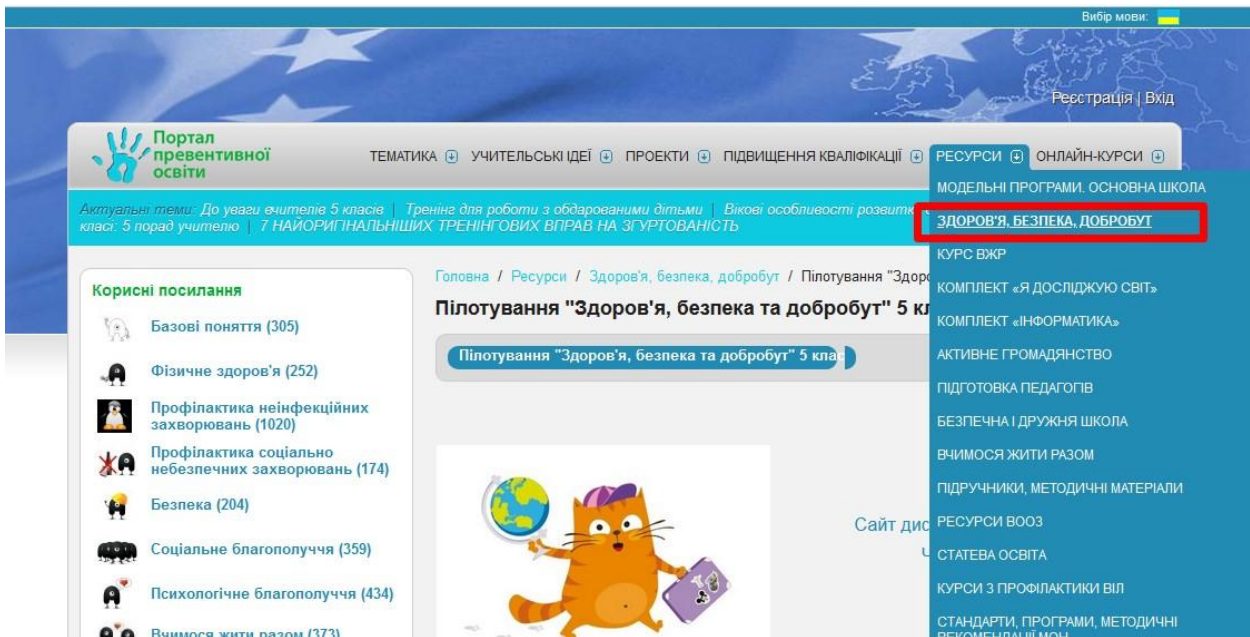 Вибір мови:
Реєстрація | Вхід
Портал
превентивної
освіти
ТЕМАТИКА УЧИТЕЛЬСЬКІ ІДЕЇ ПРОЕКТИ ПІДВИЩЕННЯ КВАЛІФІКАЦІЇ РЕСУРСИ ОНЛАЙН-КУРСИ
Актуальні теми: До уваги вчителів 5 класів | Тренінг для роботи з обдарованими дітьми | Вікові особливості
класі: 5 порад учителю | 7 НАЙОРИГІНАЛЬНІШИХ ТРЕНІНГОВИХ ВПРАВ НА ЗГУРТОВАНІСТЬ
МОДЕЛЬНІ ПРОГРАМИ. ОСНОВНА ШКОЛА
ЗДОРОВ'Я, БЕЗПЕКА, ДОБРОБУТ
КУРС ВЖР
КОМПЛЕКТ «Я ДОСЛІДЖУЮ СВІТ»
КОМПЛЕКТ «ІНФОРМАТИКА»
АКТИВНЕ ГРОМАДЯНСТВО
ПІДГОТОВКА ПЕДАГОГІВ
БЕЗПЕЧНА І ДРУЖНЯ ШКОЛА
ВЧИМОСЯ ЖИТИ РАЗОМ
ПІДРУЧНИКИ, МЕТОДИЧНІ МАТЕРІАЛИ
РЕСУРСИ ВООЗ
СТАТЕВА ОСВІТА
КУРСИ З ПРОФІЛАКТИКИ ВІЛ
СТАНДАРТИ, ПРОГРАМИ, МЕТОДИЧНІ
РЕКОМЕНДАЦІЇ МОН
Корисні посилання
Базові поняття (305)
Фізичне здоров'я (252)
Профілактика неінфекційних
захворювань (1020)
Профілактика соціально
небезпечних захворювань (174)
Безпека (204)
Соціальне благополуччя (359)
Психологічне благополуччя (434)
Вчимося жити разом (373)
Головна / Ресурси / Здоров'я, безпека, добробут / Пілотування
Пілотування "Здоров'я, безпека та добробут" 5
Пілотування "Здоров'я, безпека та добробут" 5 клас
Сайт